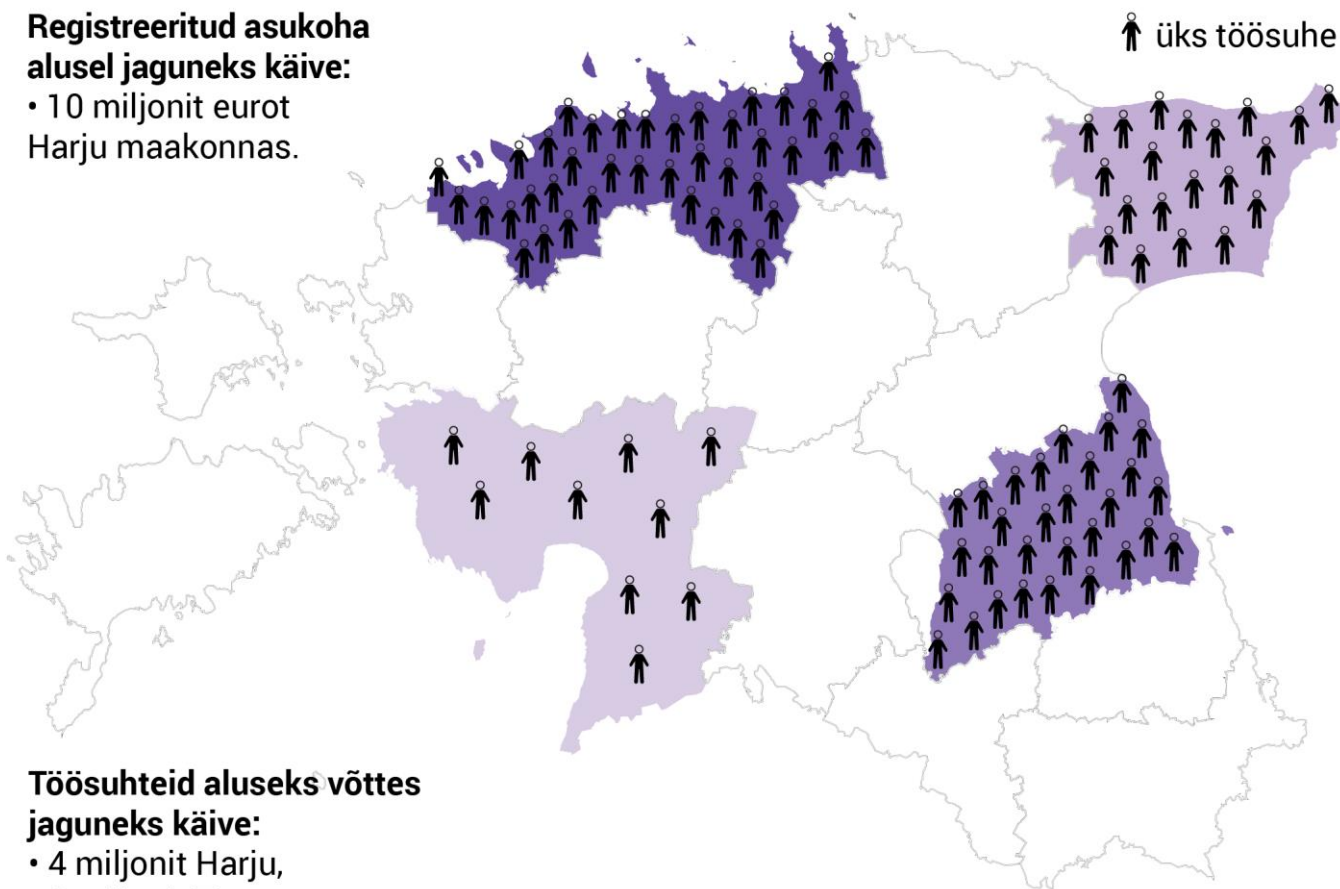 Registreeritud asukoha
alusel jaguneks käive:
• 10 miljonit eurot
Harju maakonnas.
üks töösuhe
Töösuhteid aluseks võttes
jaguneks käive:
• 4 miljonit Harju,